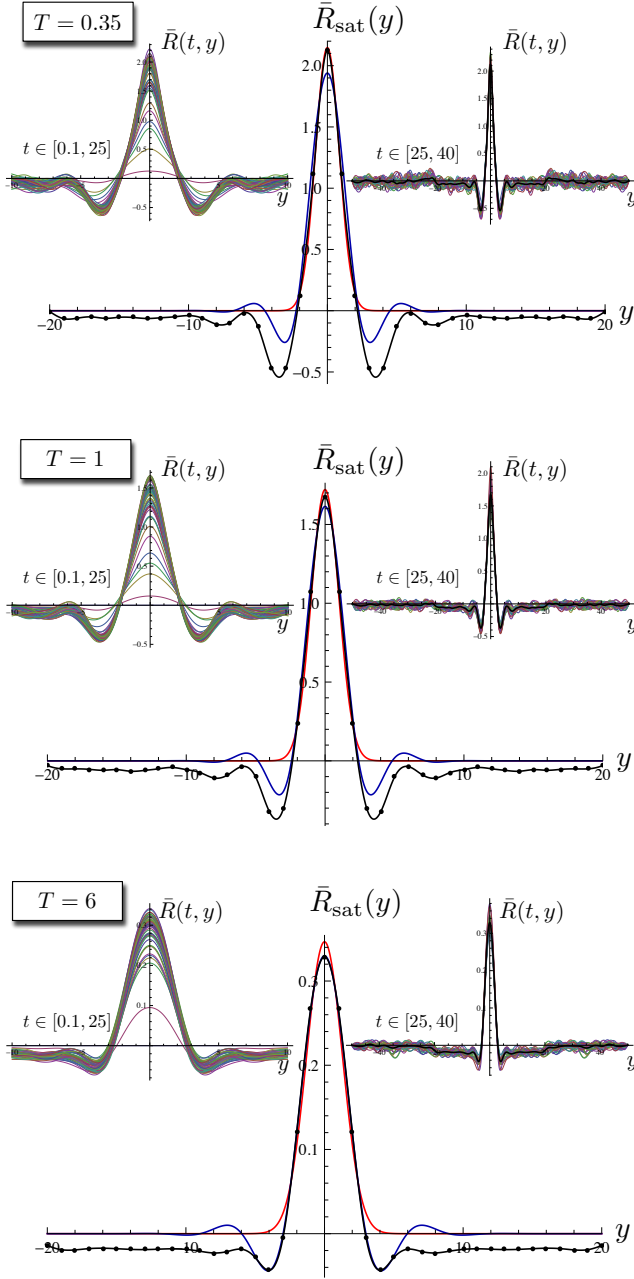 T = 0.35
R̄(t, y)
R̄sat(y)
R̄(t, y)
2.0
1.5
1.0
0.5
−0.5
t ∈ [0.1, 25]
t ∈ [25, 40]
y
y
y
−20
−10
10
20
T = 1
R̄(t, y)
R̄sat(y)
R̄(t, y)
1.5
1.0
0.5
t ∈ [0.1, 25]
t ∈ [25, 40]
y
y
y
−20
−10
10
20
T = 6
R̄(t, y)
R̄sat(y)
R̄(t, y)
0.3
0.2
0.1
t ∈ [0.1, 25]
t ∈ [25, 40]
y
y
y
−20
−10
10
20